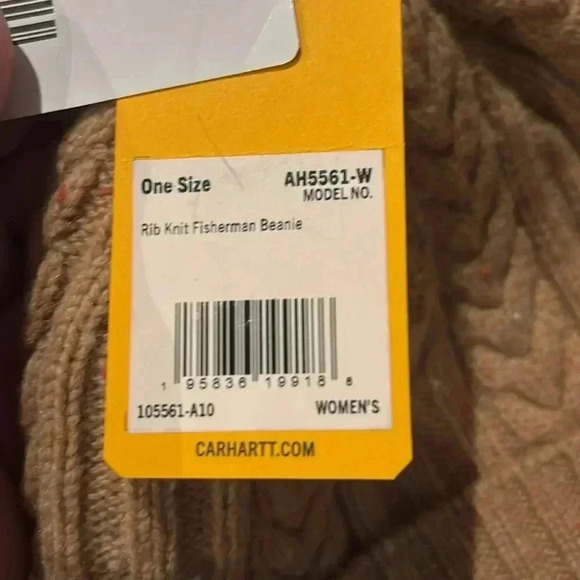 One Size AH5561-W
MODEL NO.
Rib Knit Fisherman Beanie
1 95836 19918 8
105561-A10 WOMEN'S
CARHARTT.COM